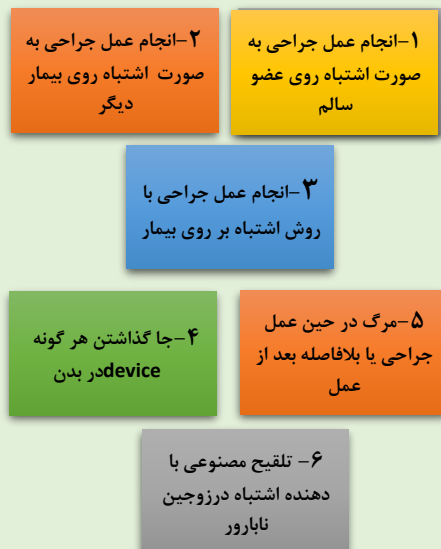 ۱-انجام عمل جراحی به
صورت اشتباه روی عضو
سالم
۲-انجام عمل جراحی به
صورت اشتباه روی بیمار
دیگر
۳-انجام عمل جراحی با
روش اشتباه بر روی بیمار
۴-جا گذاشتن هر گونه
deviceدر بدن
۵-مرگ در حین عمل
جراحی یا بلافاصله بعد از
عمل
۶- تلقیح مصنوعی با
دهنده اشتباه درزوجین
نابارور